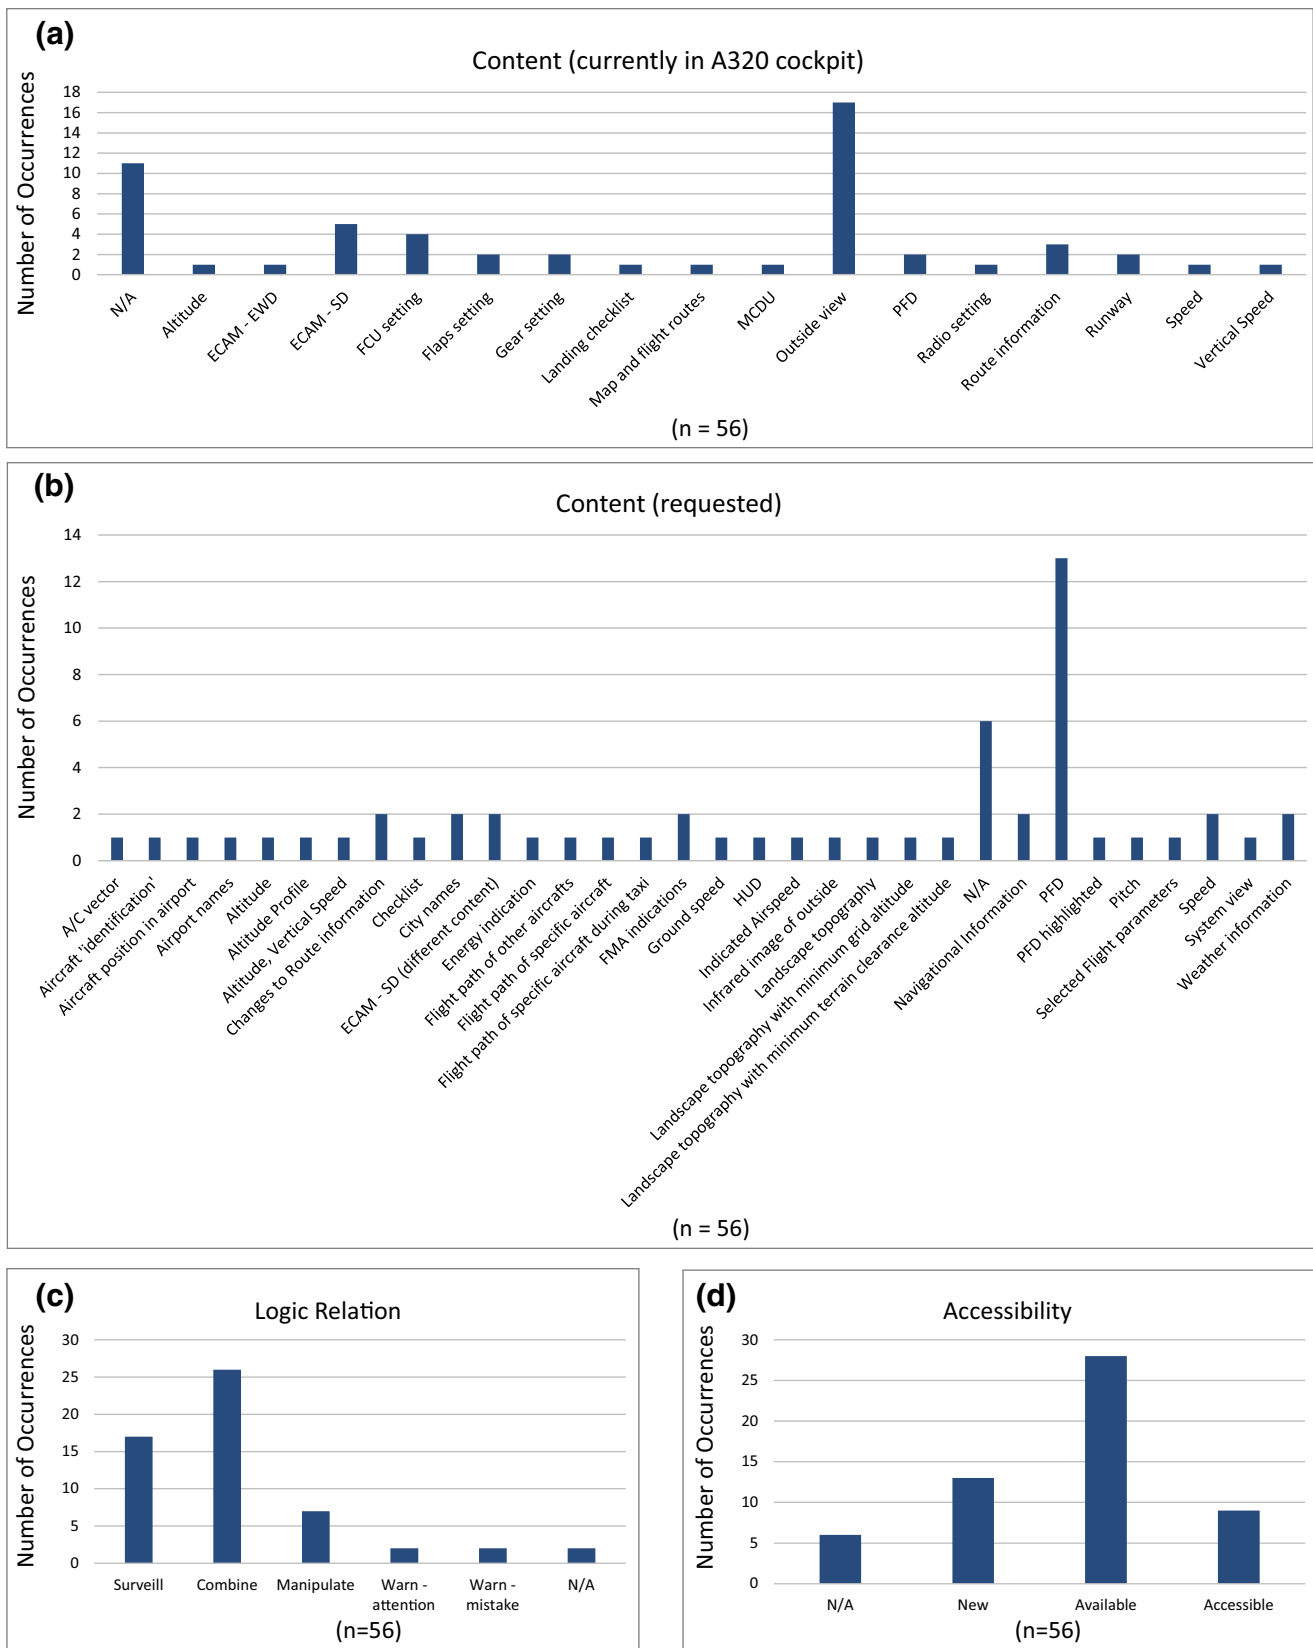 (a)
Content (currently in A320 cockpit)
Number of Occurrences
18
16
14
12
10
8
6
4
2
0
N/A
Altitude
ECAM - EWD
ECAM - SD
FCU setting
Flaps setting
Gear setting
Landing checklist
Map and flight routes
MCDU
Outside view
PFD
Radio setting
Route information
Runway
Speed
Vertical Speed
(n = 56)
(b)
Content (requested)
Number of Occurrences
14
12
10
8
6
4
2
0
A/C vector
Aircraft 'identification'
Aircraft position in airport
Airport names
Altitude
Altitude Profile
Altitude, Vertical Speed
Changes to Route information
Checklist
City names
ECAM - SD (different content)
Energy indication
Flight path of other aircrafts
Flight path of specific aircraft
Flight path of specific aircraft during taxi
FMA indications
Ground speed
HUD
Indicated Airspeed
Infrared image of outside
Landscape topography
Landscape topography with minimum grid altitude
Landscape topography with minimum terrain clearance altitude
N/A
Navigational Information
PFD
PFD highlighted
Pitch
Selected Flight parameters
Speed
System view
Weather information
(n = 56)
(c)
Logic Relation
Number of Occurrences
30
25
20
15
10
5
0
Surveill
Combine
Manipulate
Warn -
attention
Warn -
mistake
N/A
(n=56)
(d)
Accessibility
Number of Occurrences
30
25
20
15
10
5
0
N/A
New
Available
Accessible
(n=56)